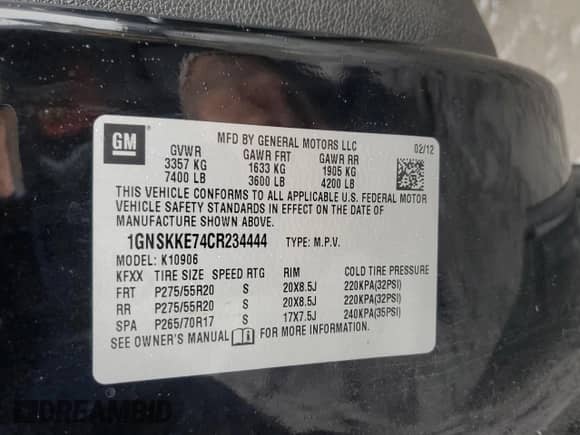 GM
MFD BY GENERAL MOTORS LLC
02/12
GVWR GAWR FRT GAWR RR
3357 KG 1633 KG 1905 KG
7400 LB 3600 LB 4200 LB
THIS VEHICLE CONFORMS TO ALL APPLICABLE U.S. FEDERAL MOTOR
VEHICLE SAFETY STANDARDS IN EFFECT ON THE DATE OF
MANUFACTURE SHOWN ABOVE.
1GNSKKE74CR234444 TYPE: M.P.V.
MODEL: K10906
KFXX TIRE SIZE SPEED RTG RIM COLD TIRE PRESSURE
FRT P275/55R20 S 20X8.5J 220KPA(32PSI)
RR P275/55R20 S 20X8.5J 220KPA(32PSI)
SPA P265/70R17 S 17X7.5J 240KPA(35PSI)
SEE OWNER'S MANUAL FOR MORE INFORMATION.
DREAMBID